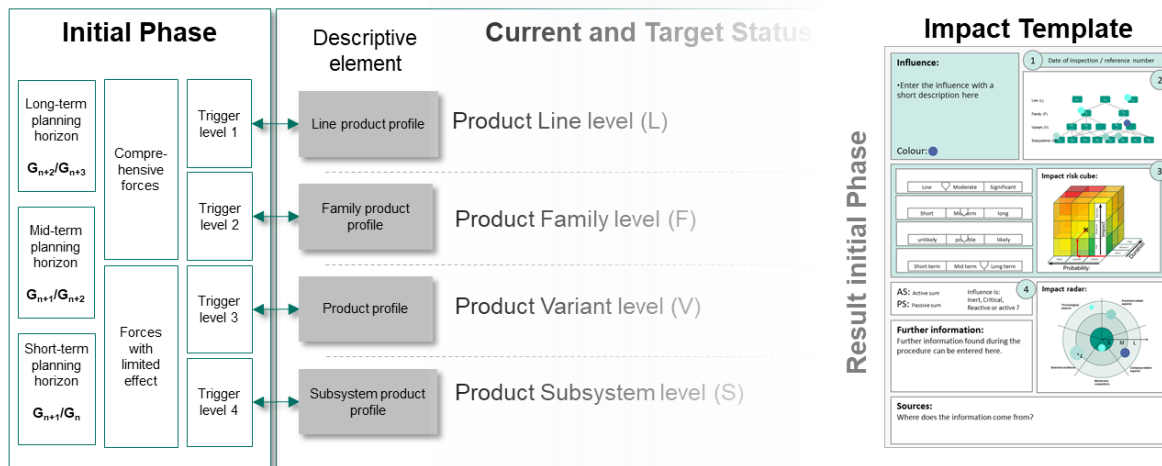 Initial Phase
Long-term
planning
horizon
Gn+2/Gn+3
Mid-term
planning
horizon
Gn+1/Gn+2
Short-term
planning
horizon
Gn+1/Gn
Compre-
hensive
forces
Forces
with
limited
effect
Trigger
level 1
Trigger
level 2
Trigger
level 3
Trigger
level 4
Current and Target Status
Descriptive
element
Line product profile
Product Line level (L)
Family product
profile
Product Family level (F)
Product profile
Product Variant level (V)
Subsystem product
profile
Product Subsystem level (S)
Result initial Phase
Impact Template
Influence:
•Enter the influence with a
short description here
Colour:
1
Date of inspection / reference number
2
Line (L)
Family (F)
Variant (V)
Low Moderate Significant
Short long
unlikely likely
Short term Mid term Long term
3
Impact risk cube:
Impact
Duration
Probability:
AS: Active sum
PS: Passive sum
Influence is:
Inert, Critical,
Reactive or active ?
4
Impact radar:
M L
Further information:
Further information found during the
procedure can be entered here.
Sources:
Where does the information come from?